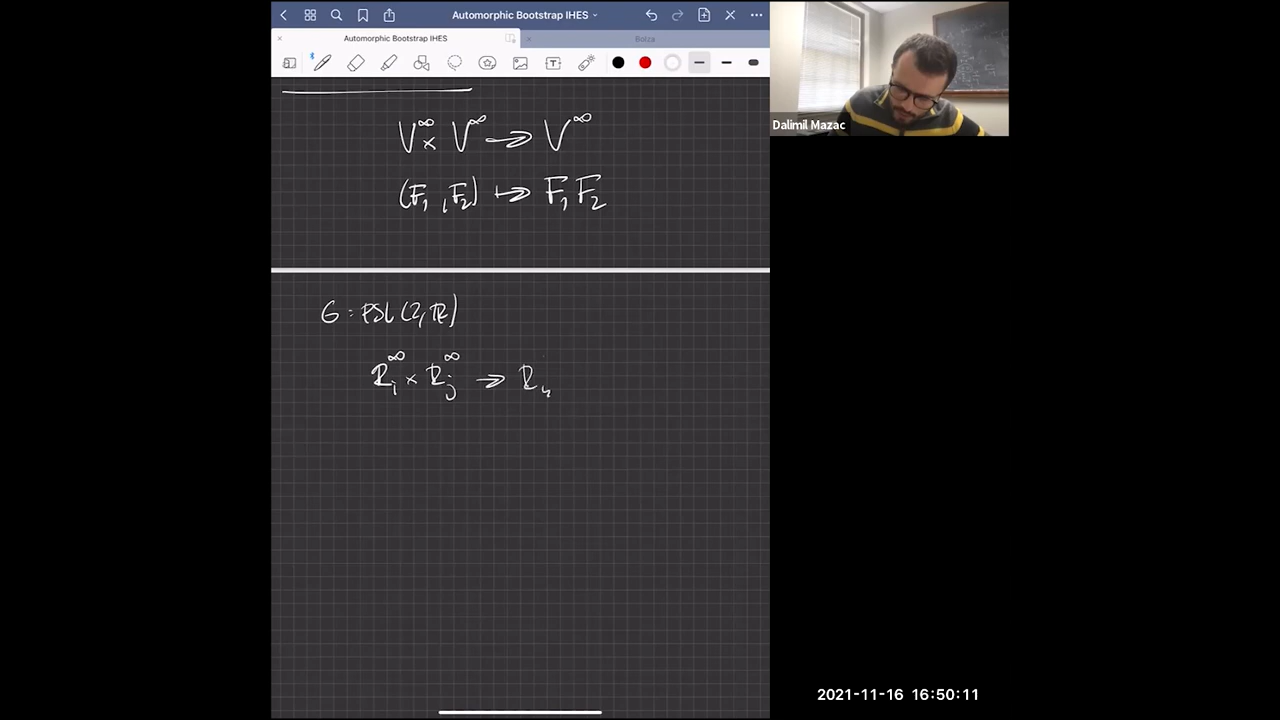 Automorphic Bootstrap IHES
Automorphic Bootstrap IHES
Bolza
V^∞ × V^∞ → V^∞
(F₁, F₂) ↦ F₁F₂
G = PSL(2, ℝ)
R_i^∞ × R_j^∞ → R
Dalimil Mazac
2021-11-16 16:50:11